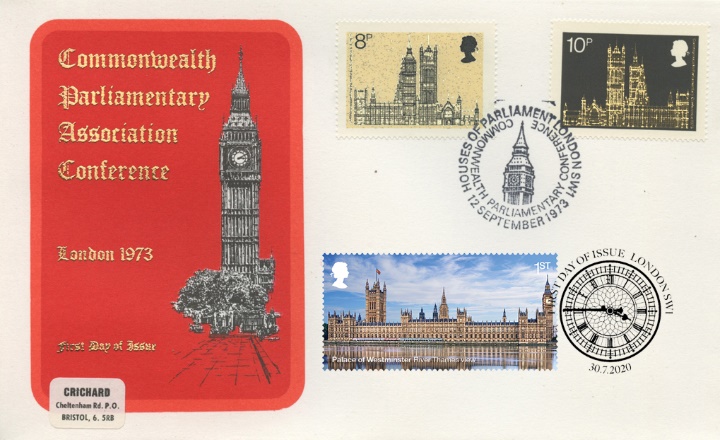 Commonwealth
Parliamentary
Association
Conference
London 1973
First Day of Issue
CRICHARD
Cheltenham Rd. P.O.
BRISTOL, 6. 5RB
8P
10P
HOUSES OF PARLIAMENT LONDON SW1
COMMONWEALTH PARLIAMENTARY CONFERENCE
12 SEPTEMBER 1973
1ST
Palace of Westminster River Thames view
ST DAY OF ISSUE LONDON SW1
30.7.2020